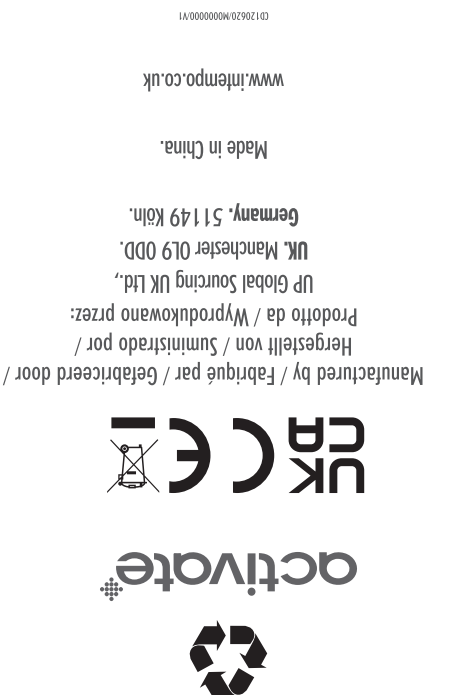 activate
UK
CA
CE
Manufactured by / Fabriqué par / Gefabriceerd door /
Hergestellt von / Suministrado por /
Prodotto da / Wyprodukowano przez:
UP Global Sourcing UK Ltd.,
UK. Manchester OL9 0DD.
Germany. 51149 Köln.
Made in China.
www.intempo.co.uk
CD120620/M0000000/V1